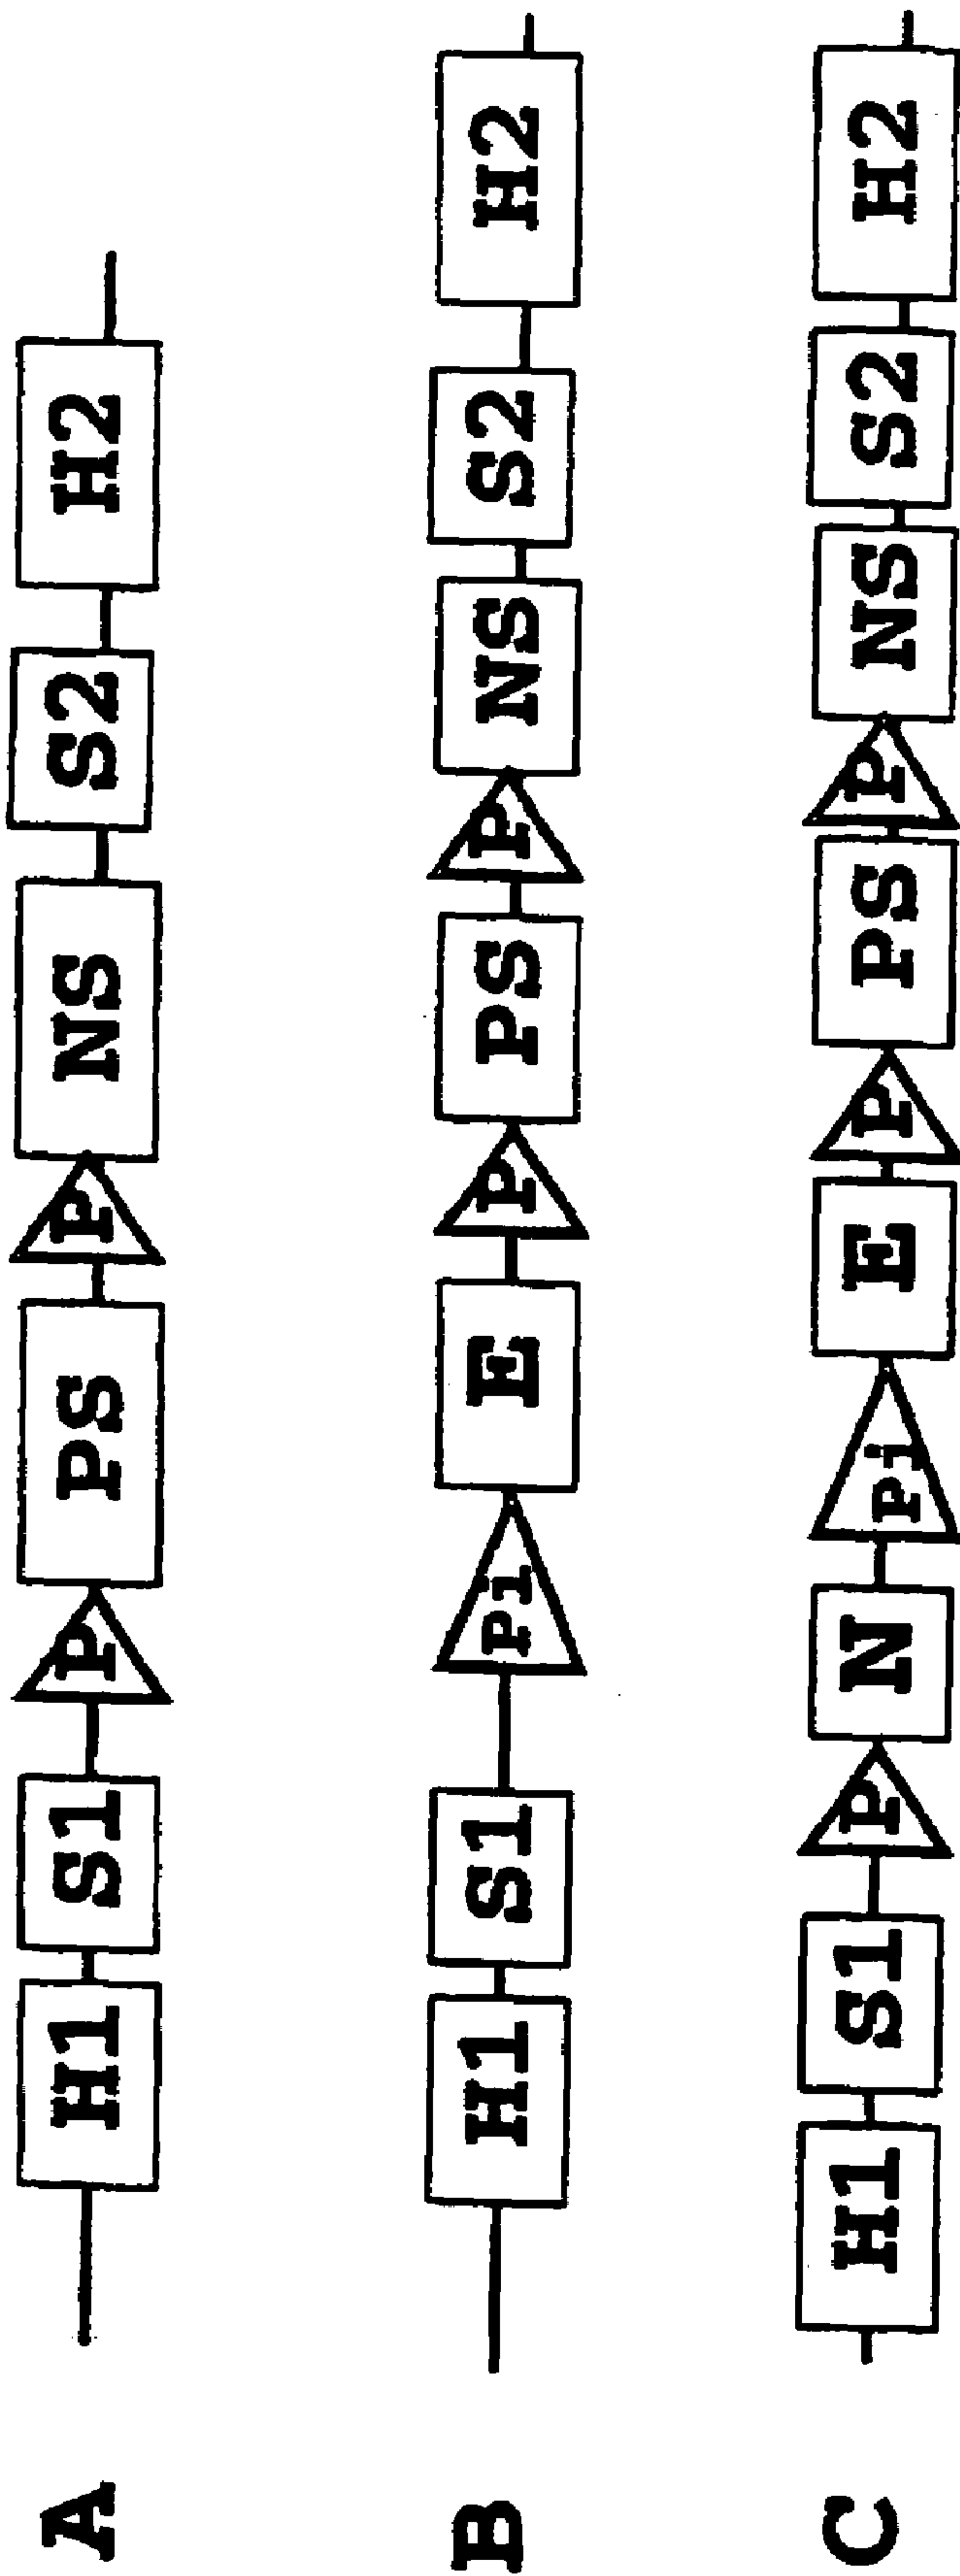 A H1 S1 P PS P NS S2 H2
B H1 S1 Pi E P PS P NS S2 H2
C H1 S1 P N Pi E P PS P NS S2 H2